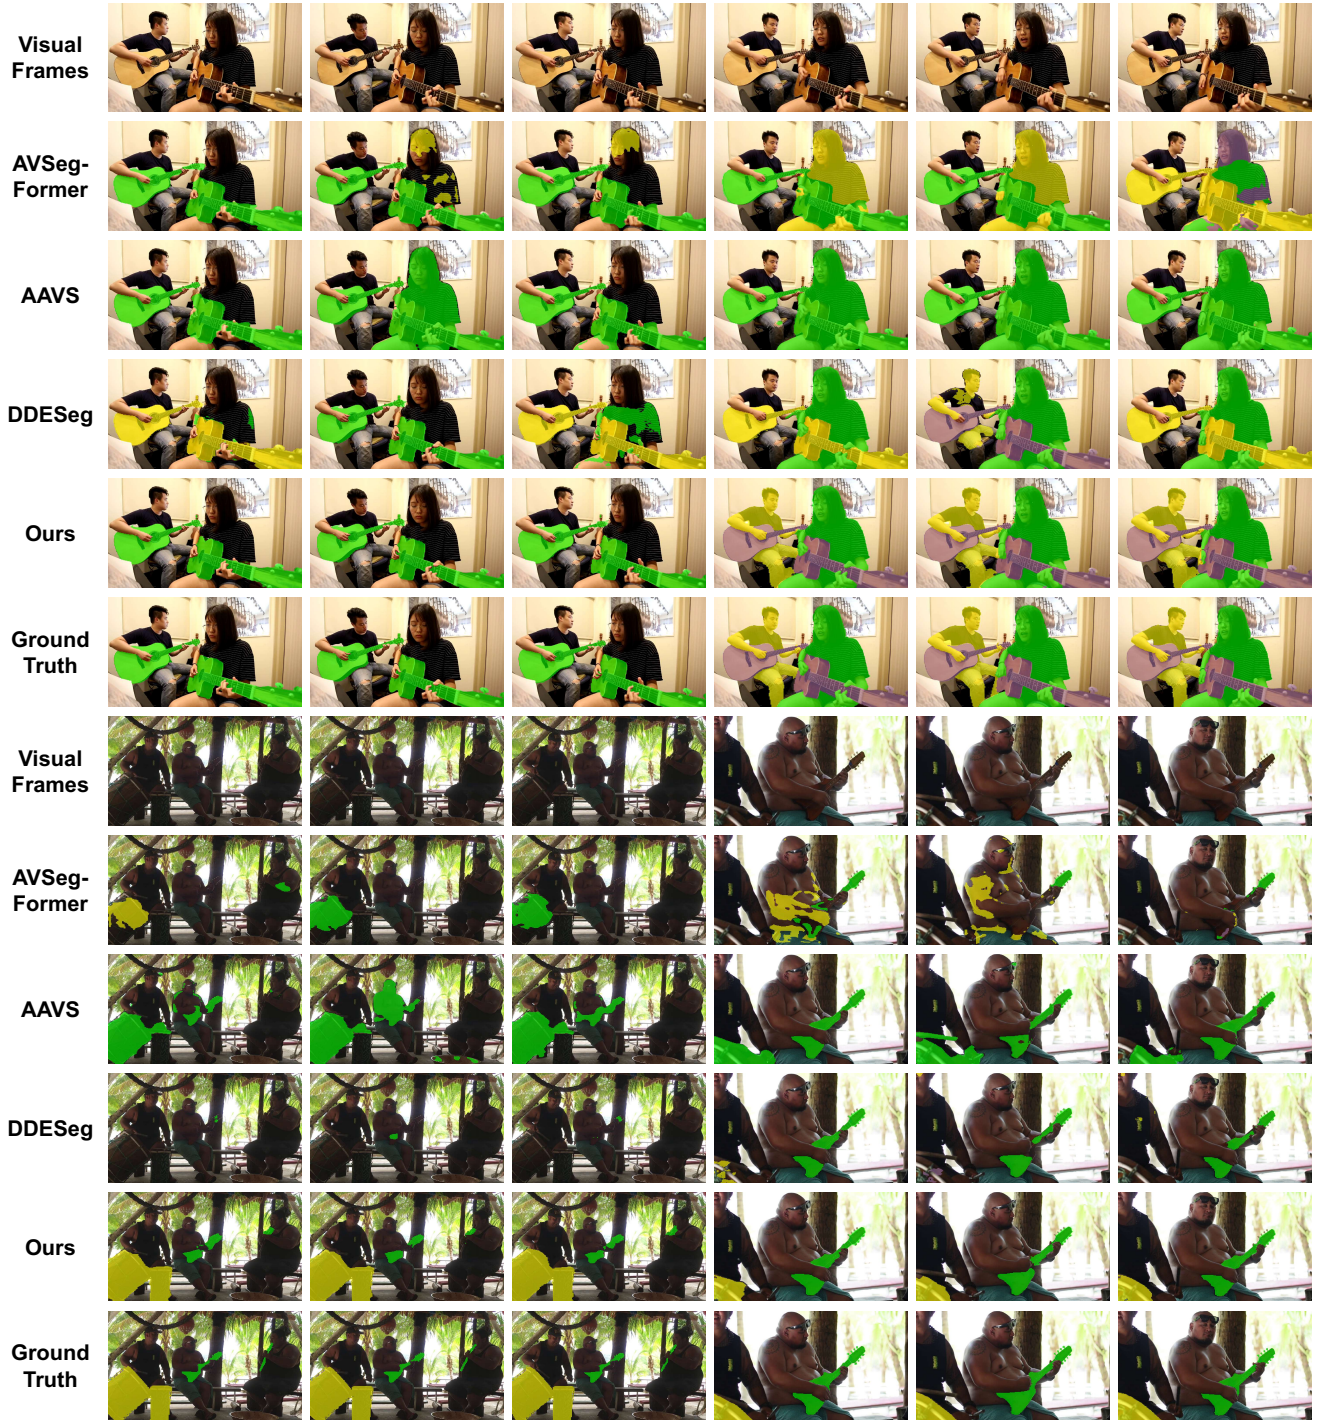 Visual
Frames
AVSeg-
Former
AAVS
DDESeg
Ours
Ground
Truth
Visual
Frames
AVSeg-
Former
AAVS
DDESeg
Ours
Ground
Truth